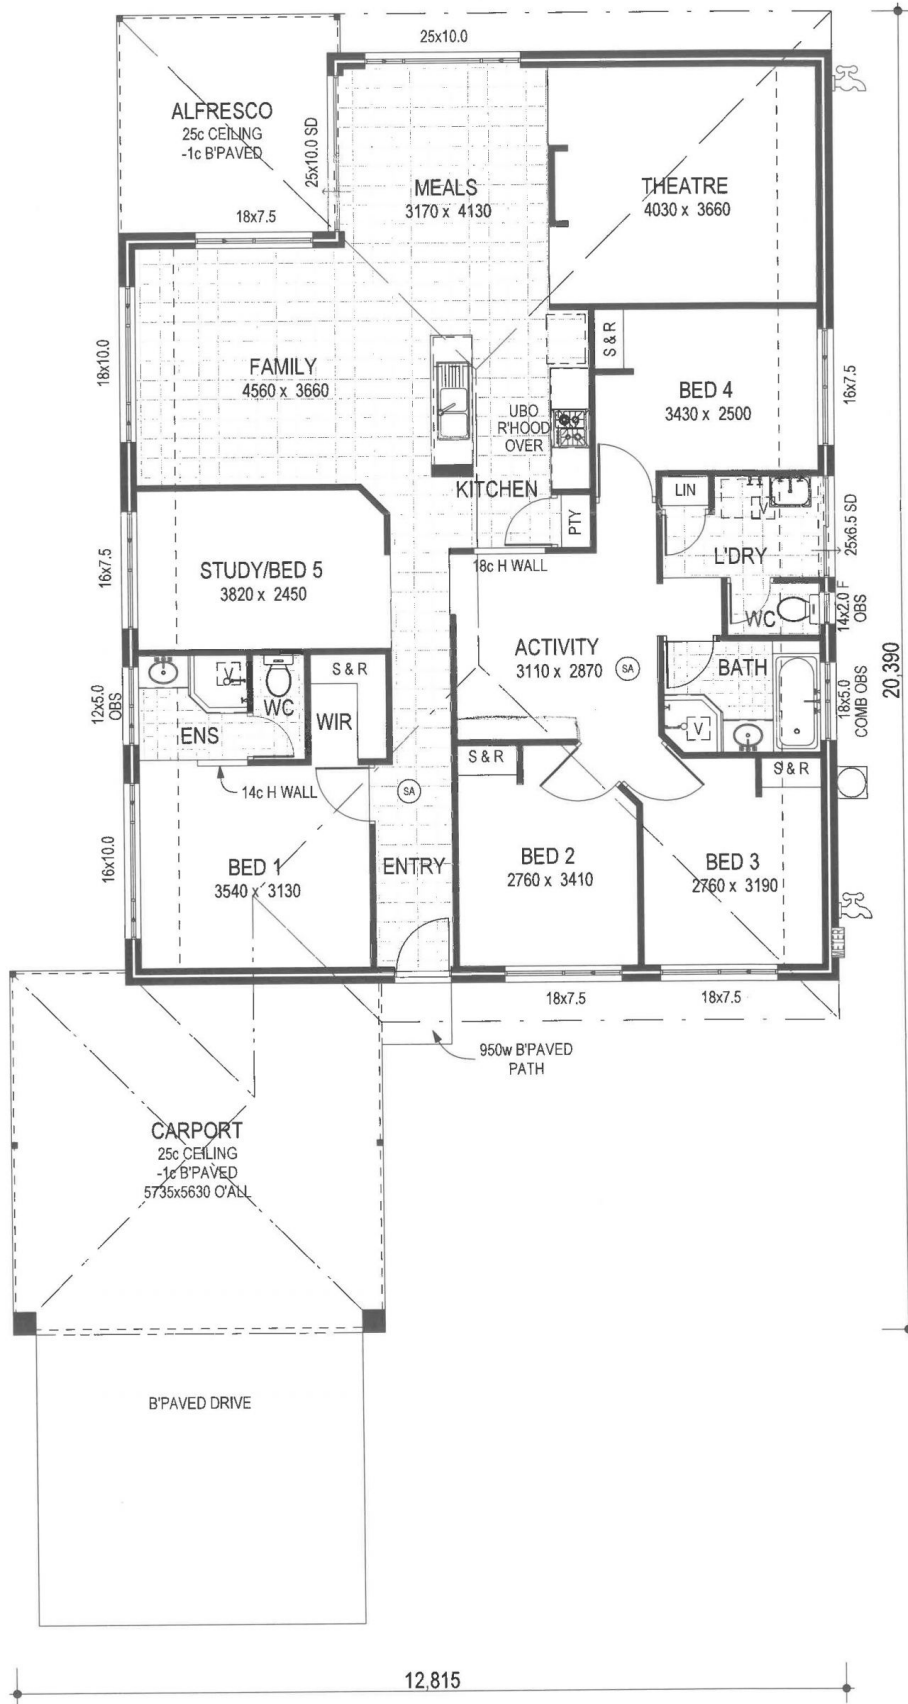 25x10.0
ALFRESCO
25c CEILING
-1c B'PAVED
25x10.0 SD
18x7.5
MEALS
3170 x 4130
THEATRE
4030 x 3660
18x10.0
FAMILY
4560 x 3660
S & R
BED 4
3430 x 2500
16x7.5
UBO
R'HOOD
OVER
KITCHEN
PTY
18c H WALL
LIN
V
L'DRY
25x6.5 SD
WC
14x2.0 F
OBS
16x7.5
STUDY/BED 5
3820 x 2450
ACTIVITY
3110 x 2870
SA
BATH
V
18x5.0
COMB OBS
20,390
12x5.0
OBS
V
WC
ENS
S & R
WIR
14c H WALL
SA
S & R
S & R
16x10.0
BED 1
3540 x 3130
ENTRY
BED 2
2760 x 3410
BED 3
2760 x 3190
METER
18x7.5
18x7.5
950w B'PAVED
PATH
CARPORT
25c CEILING
-1c B'PAVED
5735x5630 O'ALL
B'PAVED DRIVE
12,815